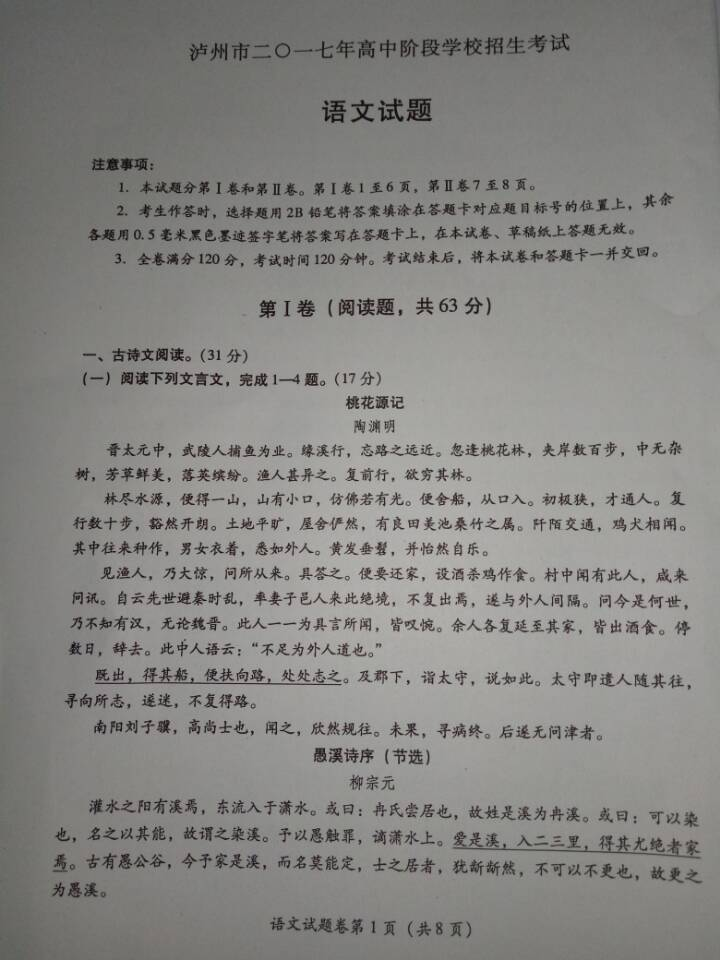 泸州市二〇一七年高中阶段学校招生考试
语文试题
注意事项：
1. 本试题分第Ⅰ卷和第Ⅱ卷。第Ⅰ卷1至6页，第Ⅱ卷7至8页。
2. 考生作答时，选择题用2B铅笔将答案填涂在答题卡对应题目标号的位置上，其余
各题用0.5毫米黑色墨迹签字笔将答案写在答题卡上，在本试卷、草稿纸上答题无效。
3. 全卷满分120分，考试时间120分钟。考试结束后，将本试卷和答题卡一并交回。
第Ⅰ卷（阅读题，共63分）
一、古诗文阅读。（31分）
（一）阅读下列文言文，完成1—4题。（17分）
桃花源记
陶渊明
晋太元中，武陵人捕鱼为业。缘溪行，忘路之远近。忽逢桃花林，夹岸数百步，中无杂
树，芳草鲜美，落英缤纷。渔人甚异之。复前行，欲穷其林。
林尽水源，便得一山，山有小口，仿佛若有光。便舍船，从口入。初极狭，才通人。复
行数十步，豁然开朗。土地平旷，屋舍俨然，有良田美池桑竹之属。阡陌交通，鸡犬相闻。
其中往来种作，男女衣着，悉如外人。黄发垂髫，并怡然自乐。
见渔人，乃大惊，问所从来。具答之。便要还家，设酒杀鸡作食。村中闻有此人，咸来
问讯。自云先世避秦时乱，率妻子邑人来此绝境，不复出焉，遂与外人间隔。问今是何世，
乃不知有汉，无论魏晋。此人一一为具言所闻，皆叹惋。余人各复延至其家，皆出酒食。停
数日，辞去。此中人语云：“不足为外人道也。”
既出，得其船，便扶向路，处处志之。及郡下，诣太守，说如此。太守即遣人随其往，
寻向所志，遂迷，不复得路。
南阳刘子骥，高尚士也，闻之，欣然规往。未果，寻病终。后遂无问津者。
愚溪诗序（节选）
柳宗元
灌水之阳有溪焉，东流入于潇水。或曰：冉氏尝居也，故姓是溪为冉溪。或曰：可以染
也，名之以其能，故谓之染溪。予以愚触罪，谪潇水上。爱是溪，入二三里，得其尤绝者家
焉。古有愚公谷，今予家是溪，而名莫能定，士之居者，犹龂龂然，不可以不更也，故更之
为愚溪。
语文试题卷第1页（共8页）